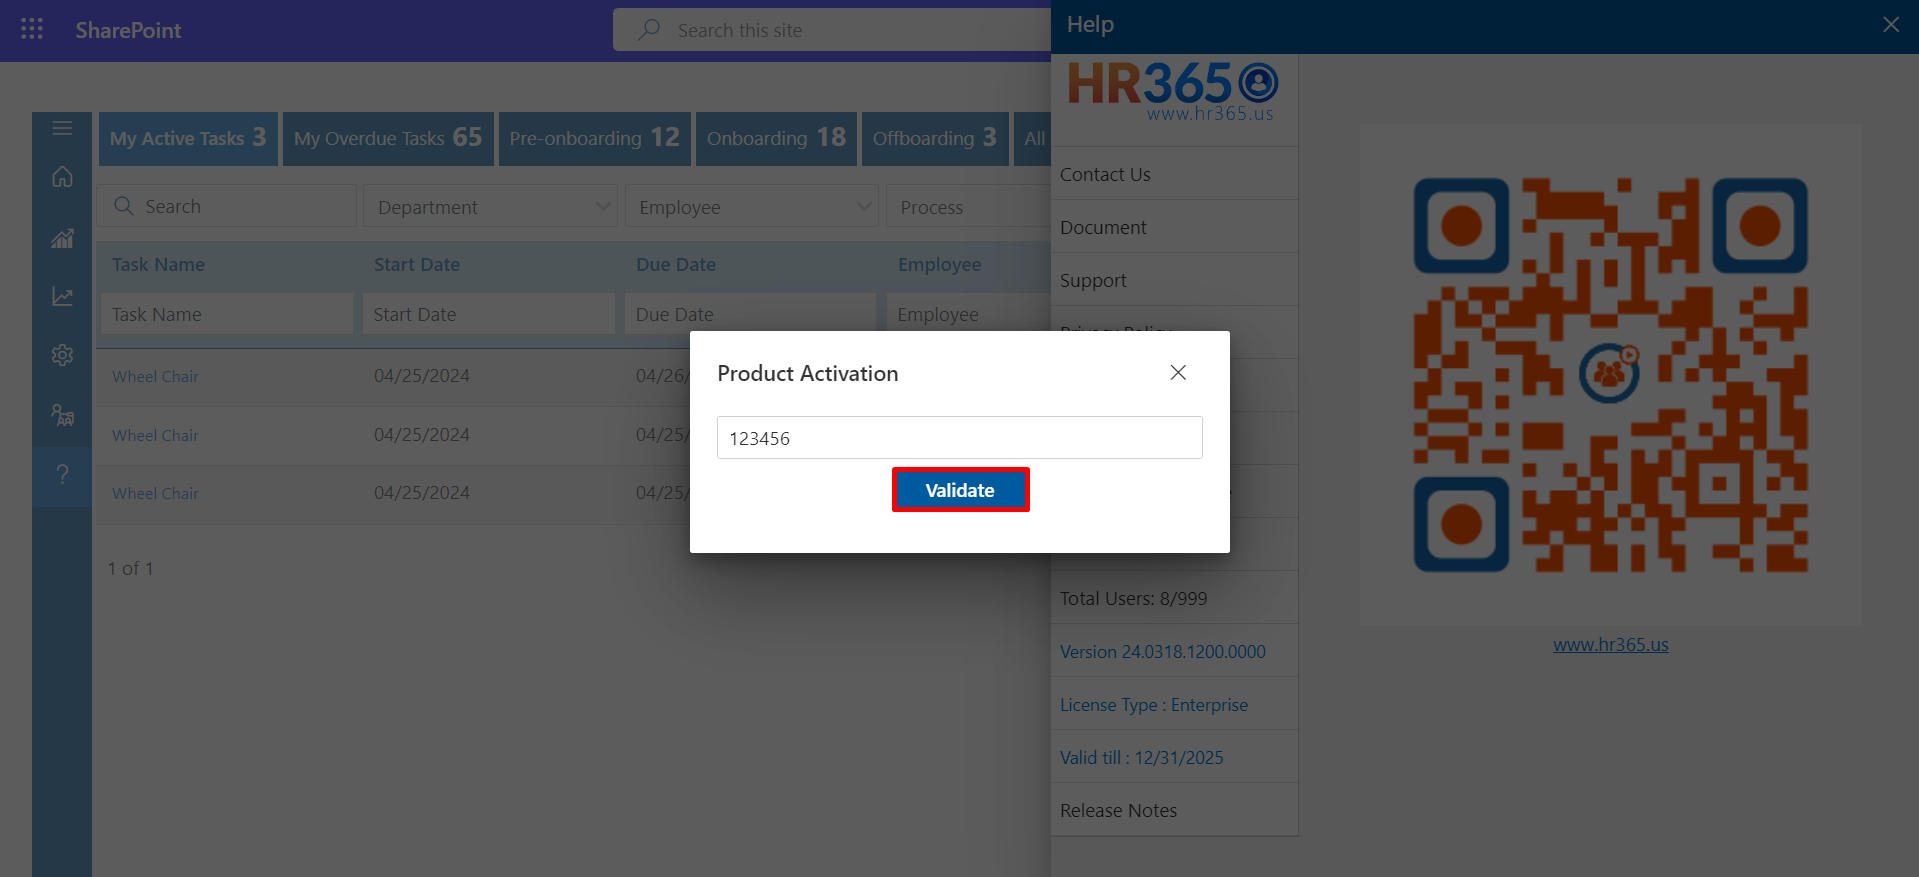 SharePoint
Search this site
Help
HR365
www.hr365.us
My Active Tasks 3
My Overdue Tasks 65
Pre-onboarding 12
Onboarding 18
Offboarding 3
All
Search
Department
Employee
Process
Task Name
Start Date
Due Date
Employee
Task Name
Start Date
Due Date
Employee
Wheel Chair
04/25/2024
04/26/
Wheel Chair
04/25/2024
04/25/
Wheel Chair
04/25/2024
04/25/
1 of 1
Product Activation
123456
Validate
Contact Us
Document
Support
Privacy Policy
Total Users: 8/999
Version 24.0318.1200.0000
License Type : Enterprise
Valid till : 12/31/2025
Release Notes
www.hr365.us